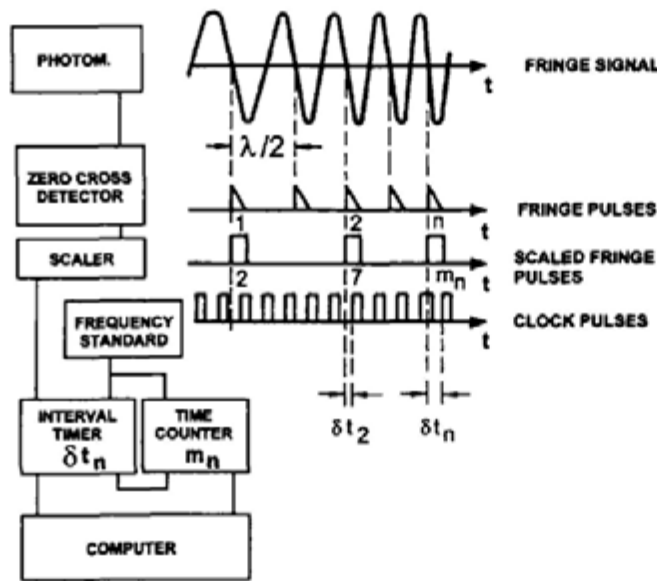 PHOTOM.
ZERO CROSS
DETECTOR
SCALER
FREQUENCY
STANDARD
INTERVAL
TIMER
δtn
TIME
COUNTER
mn
COMPUTER
t
FRINGE SIGNAL
λ/2
1 2 n
t
FRINGE PULSES
2 7 mn
t
SCALED FRINGE
PULSES
t
CLOCK PULSES
δt2 δtn